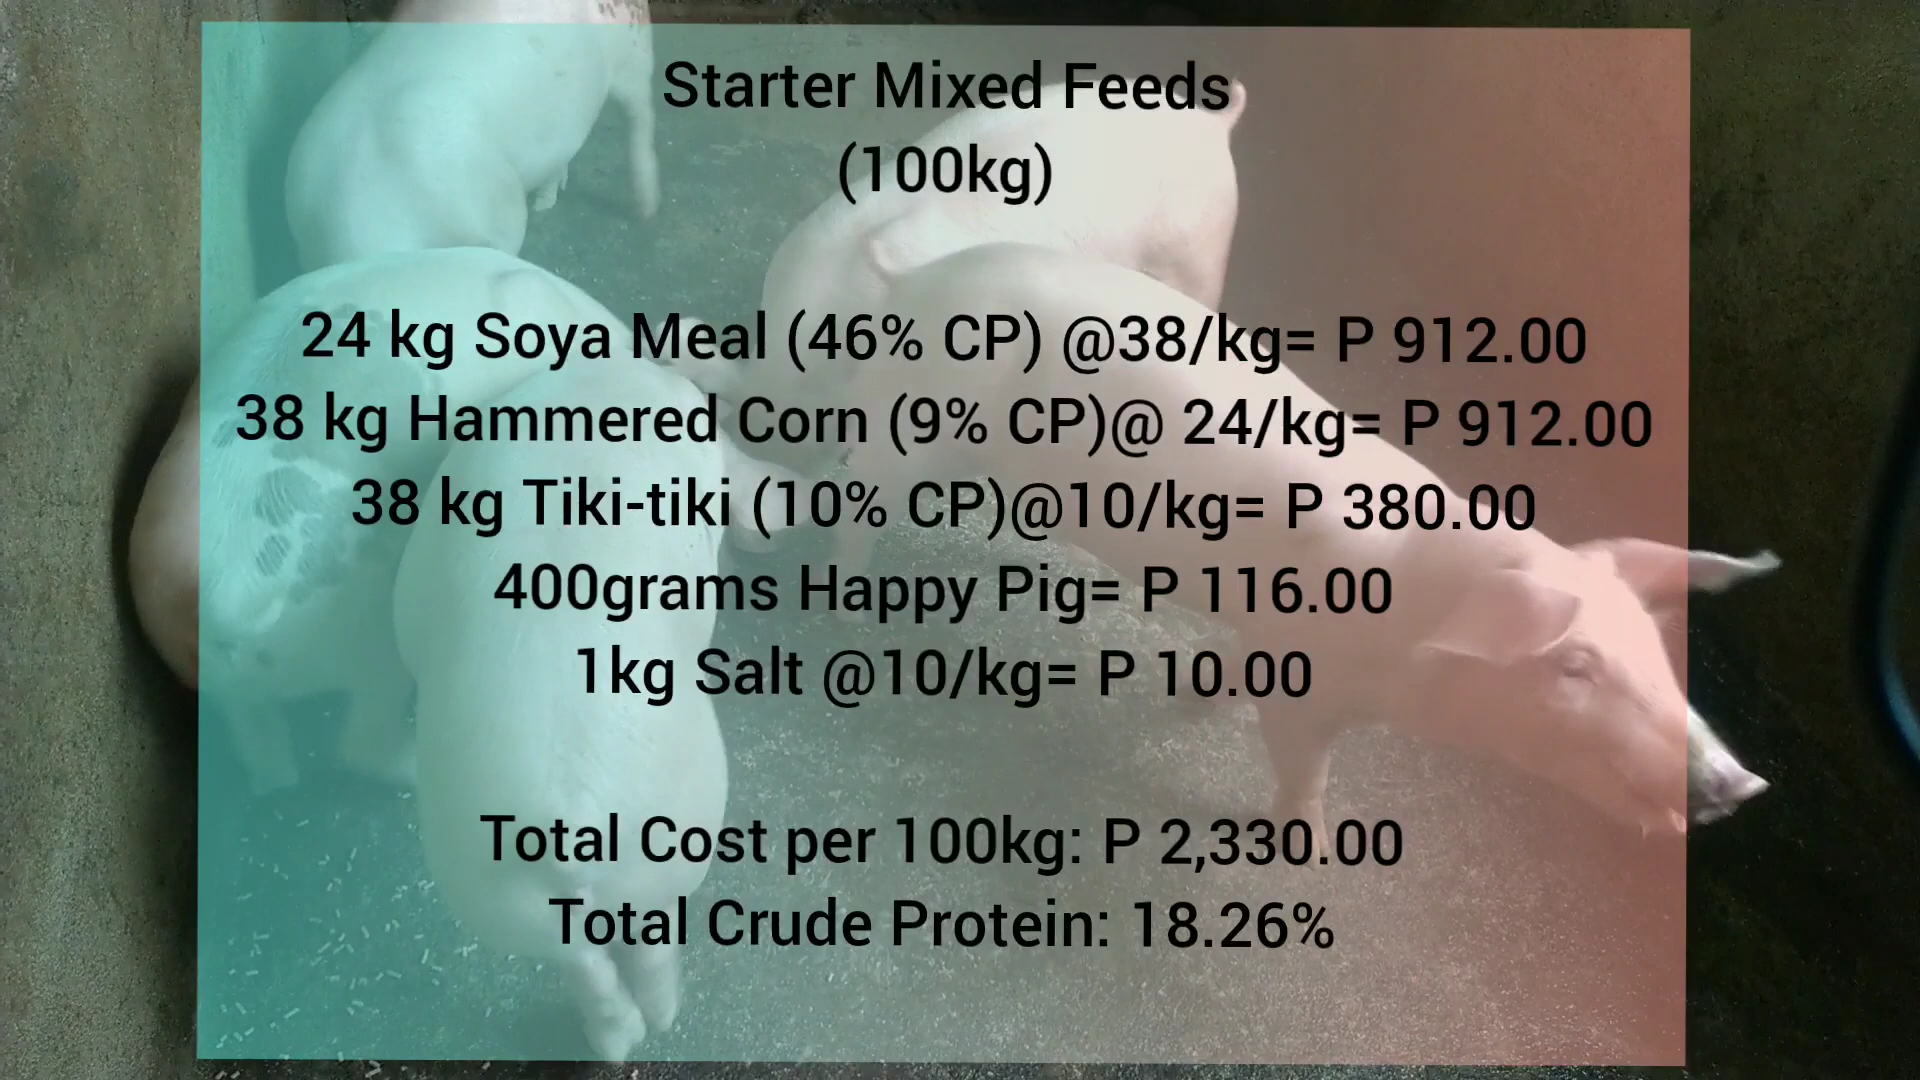 Starter Mixed Feeds
(100kg)
24 kg Soya Meal (46% CP) @38/kg= P 912.00
38 kg Hammered Corn (9% CP)@ 24/kg= P 912.00
38 kg Tiki-tiki (10% CP)@10/kg= P 380.00
400grams Happy Pig= P 116.00
1kg Salt @10/kg= P 10.00
Total Cost per 100kg: P 2,330.00
Total Crude Protein: 18.26%